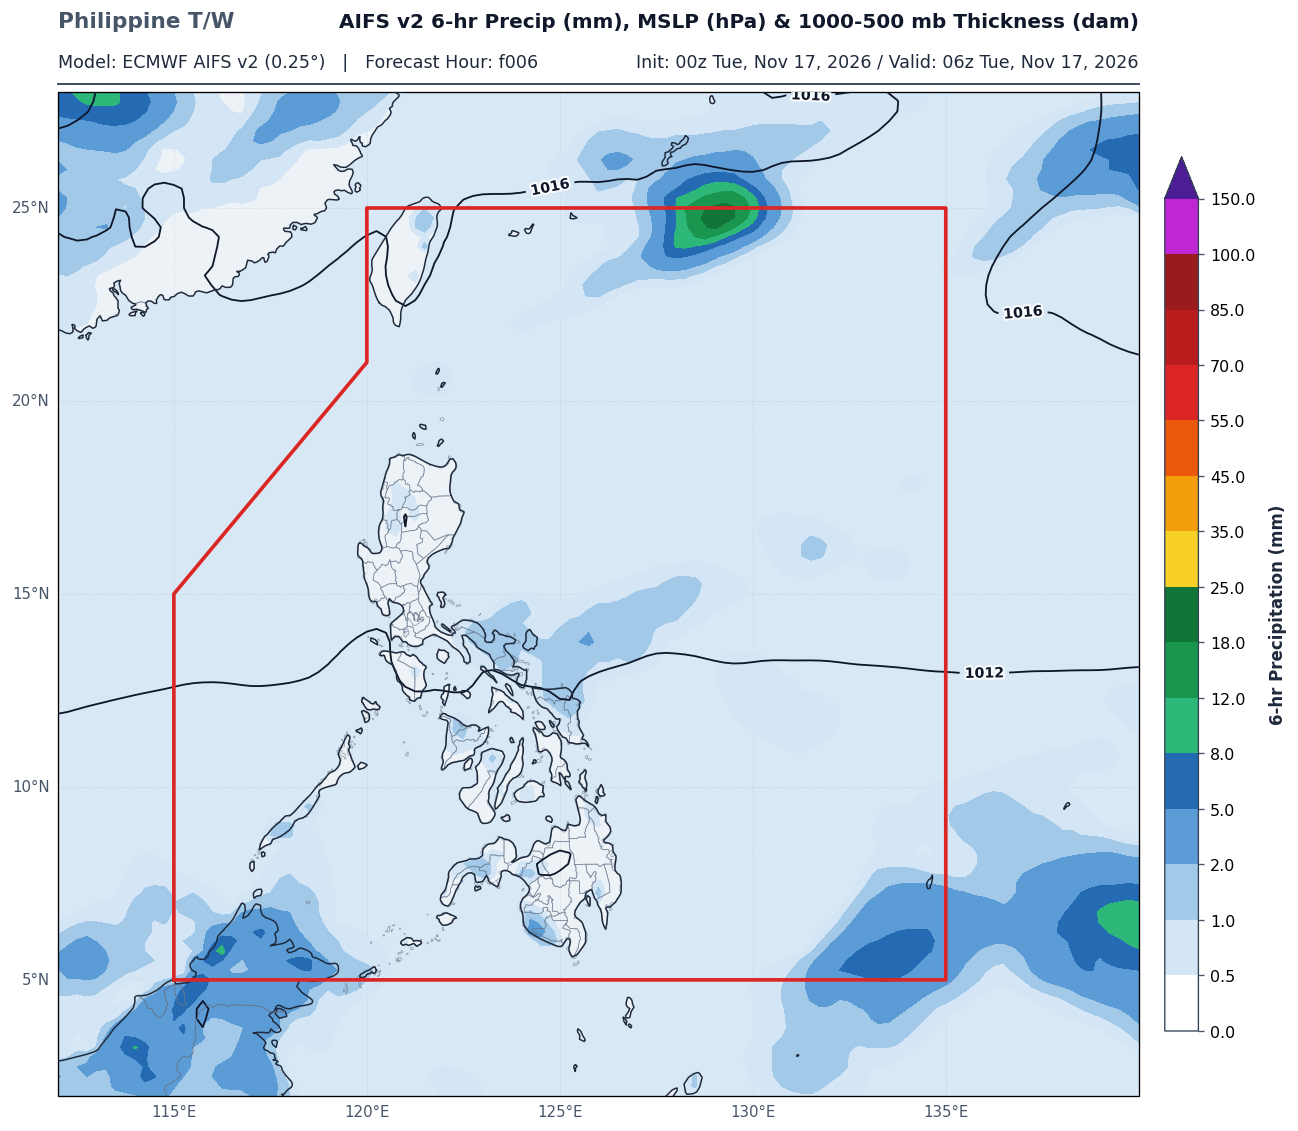 Philippine T/W
AIFS v2 6-hr Precip (mm), MSLP (hPa) & 1000-500 mb Thickness (dam)
Model: ECMWF AIFS v2 (0.25°) | Forecast Hour: f006
Init: 00z Tue, Nov 17, 2026 / Valid: 06z Tue, Nov 17, 2026
1016
1016
1016
1012
25°N
20°N
15°N
10°N
5°N
115°E
120°E
125°E
130°E
135°E
150.0
100.0
85.0
70.0
55.0
45.0
35.0
25.0
18.0
12.0
8.0
5.0
2.0
1.0
0.5
0.0
6-hr Precipitation (mm)